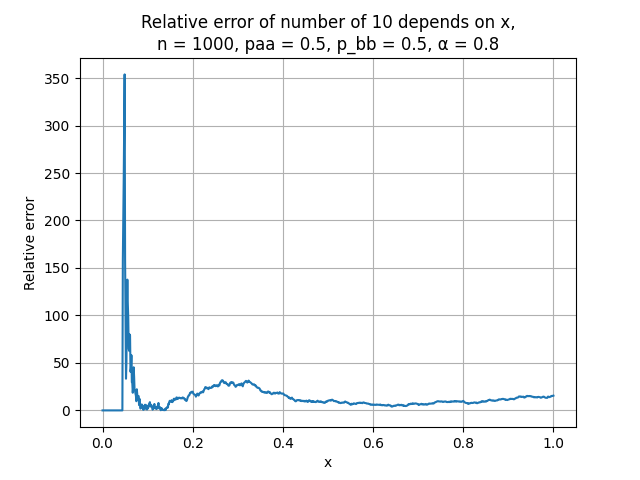 Relative error of number of 10 depends on x,
n = 1000, paa = 0.5, p_bb = 0.5, α = 0.8
Relative error
350
300
250
200
150
100
50
0
0.0 0.2 0.4 0.6 0.8 1.0
x